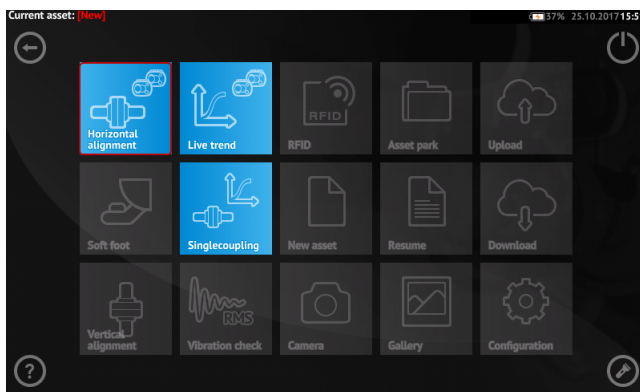 Current asset: [New]
37% 25.10.2017 15:5
Horizontal
alignment
Live trend
RFID
RFID
Asset park
Upload
Soft foot
Singlecoupling
New asset
Resume
Download
Vertical
alignment
RMS
Vibration check
Camera
Gallery
Configuration
?